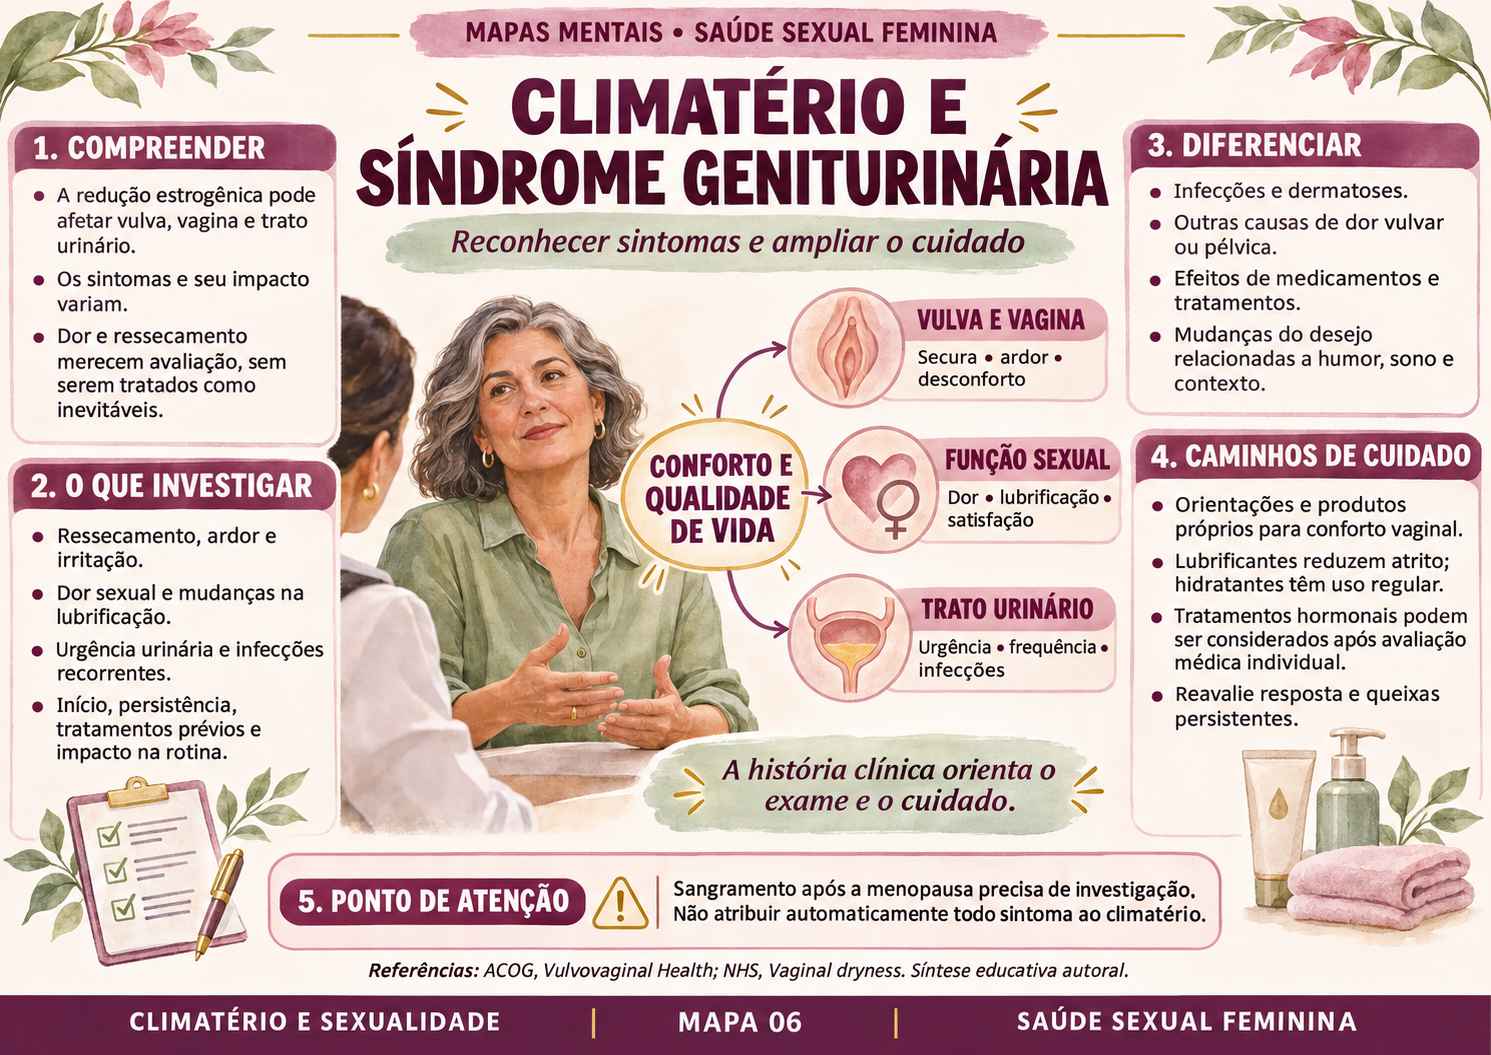 MAPAS MENTAIS • SAÚDE SEXUAL FEMININA
CLIMATÉRIO E
SÍNDROME GENITURINÁRIA
Reconhecer sintomas e ampliar o cuidado
1. COMPREENDER
• A redução estrogênica pode
afetar vulva, vagina e trato
urinário.
• Os sintomas e seu impacto
variam.
• Dor e ressecamento
merecem avaliação, sem
serem tratados como
inevitáveis.
2. O QUE INVESTIGAR
• Ressecamento, ardor e
irritação.
• Dor sexual e mudanças na
lubrificação.
• Urgência urinária e infecções
recorrentes.
• Início, persistência,
tratamentos prévios e
impacto na rotina.
CONFORTO E
QUALIDADE
DE VIDA
VULVA E VAGINA
Secura • ardor •
desconforto
FUNÇÃO SEXUAL
Dor • lubrificação •
satisfação
TRATO URINÁRIO
Urgência • frequência •
infecções
A história clínica orienta o
exame e o cuidado.
3. DIFERENCIAR
• Infecções e dermatoses.
• Outras causas de dor vulvar
ou pélvica.
• Efeitos de medicamentos e
tratamentos.
• Mudanças do desejo
relacionadas a humor, sono e
contexto.
4. CAMINHOS DE CUIDADO
• Orientações e produtos
próprios para conforto vaginal.
• Lubrificantes reduzem atrito;
hidratantes têm uso regular.
• Tratamentos hormonais podem
ser considerados após avaliação
médica individual.
• Reavalie resposta e queixas
persistentes.
5. PONTO DE ATENÇÃO
Sangramento após a menopausa precisa de investigação.
Não atribuir automaticamente todo sintoma ao climatério.
Referências: ACOG, Vulvovaginal Health; NHS, Vaginal dryness. Síntese educativa autoral.
CLIMATÉRIO E SEXUALIDADE | MAPA 06 | SAÚDE SEXUAL FEMININA